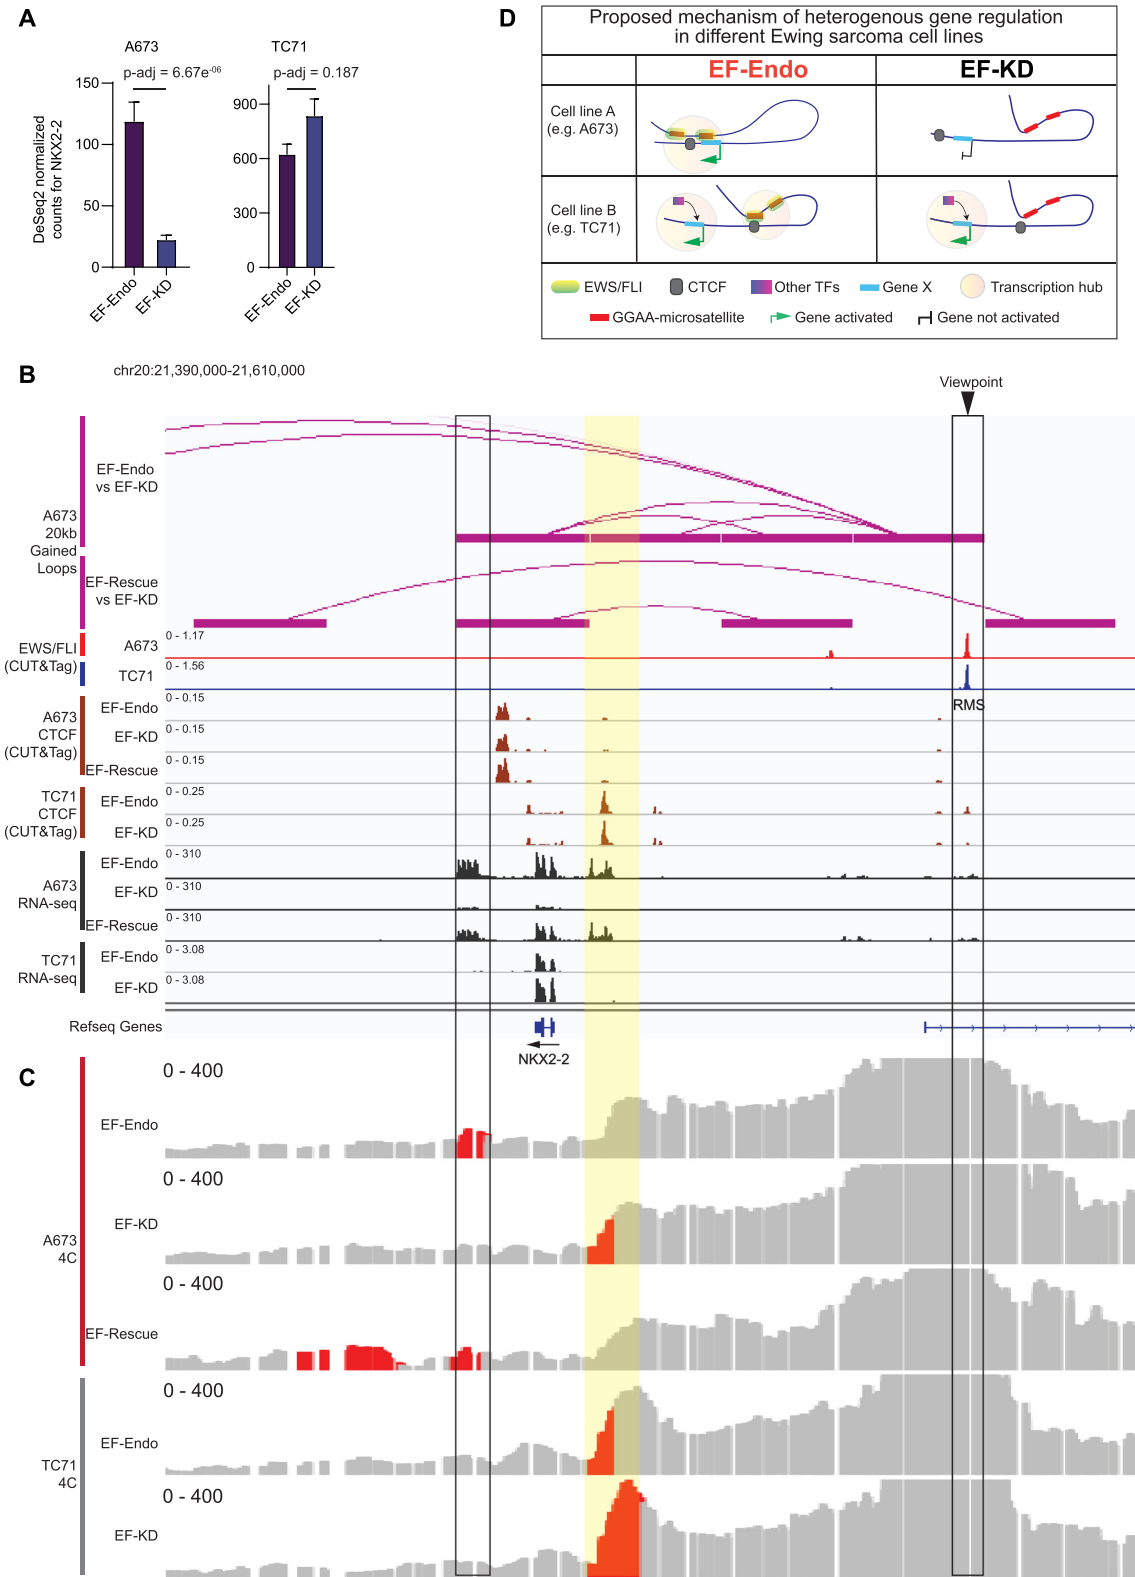 A
A673
p-adj = 6.67e-06
TC71
p-adj = 0.187
DeSeq2 normalized
counts for NKX2-2
150
100
50
0
EF-Endo
EF-KD
900
600
300
0
EF-Endo
EF-KD
D
Proposed mechanism of heterogenous gene regulation
in different Ewing sarcoma cell lines
EF-Endo
EF-KD
Cell line A
(e.g. A673)
Cell line B
(e.g. TC71)
EWS/FLI
CTCF
Other TFs
Gene X
Transcription hub
GGAA-microsatellite
Gene activated
Gene not activated
B
chr20:21,390,000-21,610,000
Viewpoint
A673
20kb
Gained
Loops
EF-Endo
vs EF-KD
EF-Rescue
vs EF-KD
EWS/FLI
(CUT&Tag)
A673
0 - 1.17
TC71
0 - 1.56
RMS
A673
CTCF
(CUT&Tag)
EF-Endo
0 - 0.15
EF-KD
0 - 0.15
EF-Rescue
0 - 0.15
TC71
CTCF
(CUT&Tag)
EF-Endo
0 - 0.25
EF-KD
0 - 0.25
A673
RNA-seq
EF-Endo
0 - 310
EF-KD
0 - 310
EF-Rescue
0 - 310
TC71
RNA-seq
EF-Endo
0 - 3.08
EF-KD
0 - 3.08
Refseq Genes
NKX2-2
C
A673
4C
EF-Endo
0 - 400
EF-KD
0 - 400
EF-Rescue
0 - 400
TC71
4C
EF-Endo
0 - 400
EF-KD
0 - 400